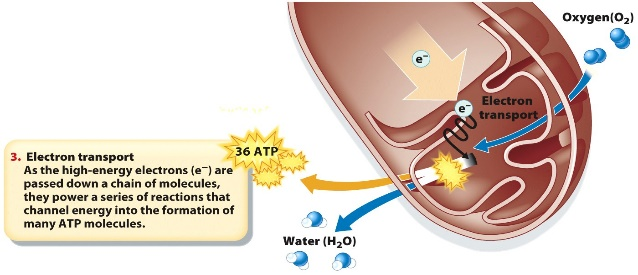 Oxygen(O₂)
e⁻
e⁻
Electron
transport
36 ATP
3. Electron transport
As the high-energy electrons (e⁻) are
passed down a chain of molecules,
they power a series of reactions that
channel energy into the formation of
many ATP molecules.
Water (H₂O)